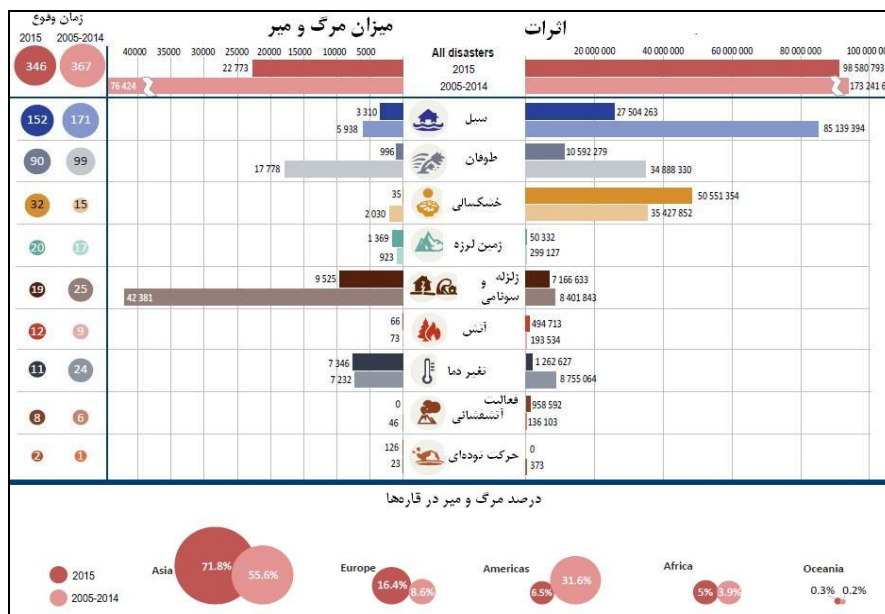 زمان وقوع میزان مرگ و میر اثرات
2015 2005-2014
40000 35000 30000 25000 20000 15000 10000 5000 All disasters 20 000 000 40 000 000 60 000 000 80 000 000 100 000
346 367 22 773 2015 98 580 793
76 424 2005-2014 173 241 6
152 171 3 310 5 938 سیل 27 504 263 85 139 394
90 99 996 17 778 طوفان 10 592 279 34 888 330
32 15 35 2 030 خشکسالی 50 551 354 35 427 852
20 17 1 369 923 زمین لرزه 50 332 299 127
19 25 9 525 42 381 زلزله و سونامی 7 166 633 8 401 843
12 9 66 73 آتش 494 713 193 534
11 24 7 346 7 232 تغیر دما 1 262 627 8 755 064
8 6 0 46 فعالیت آتشفشانی 958 592 136 103
2 1 126 23 حرکت توده‌ای 0 373
درصد مرگ و میر در قاره‌ها
2015
2005-2014
Asia 71.8% 55.6%
Europe 16.4% 8.6%
Americas 6.5% 31.6%
Africa 5% 3.9%
Oceania 0.3% 0.2%